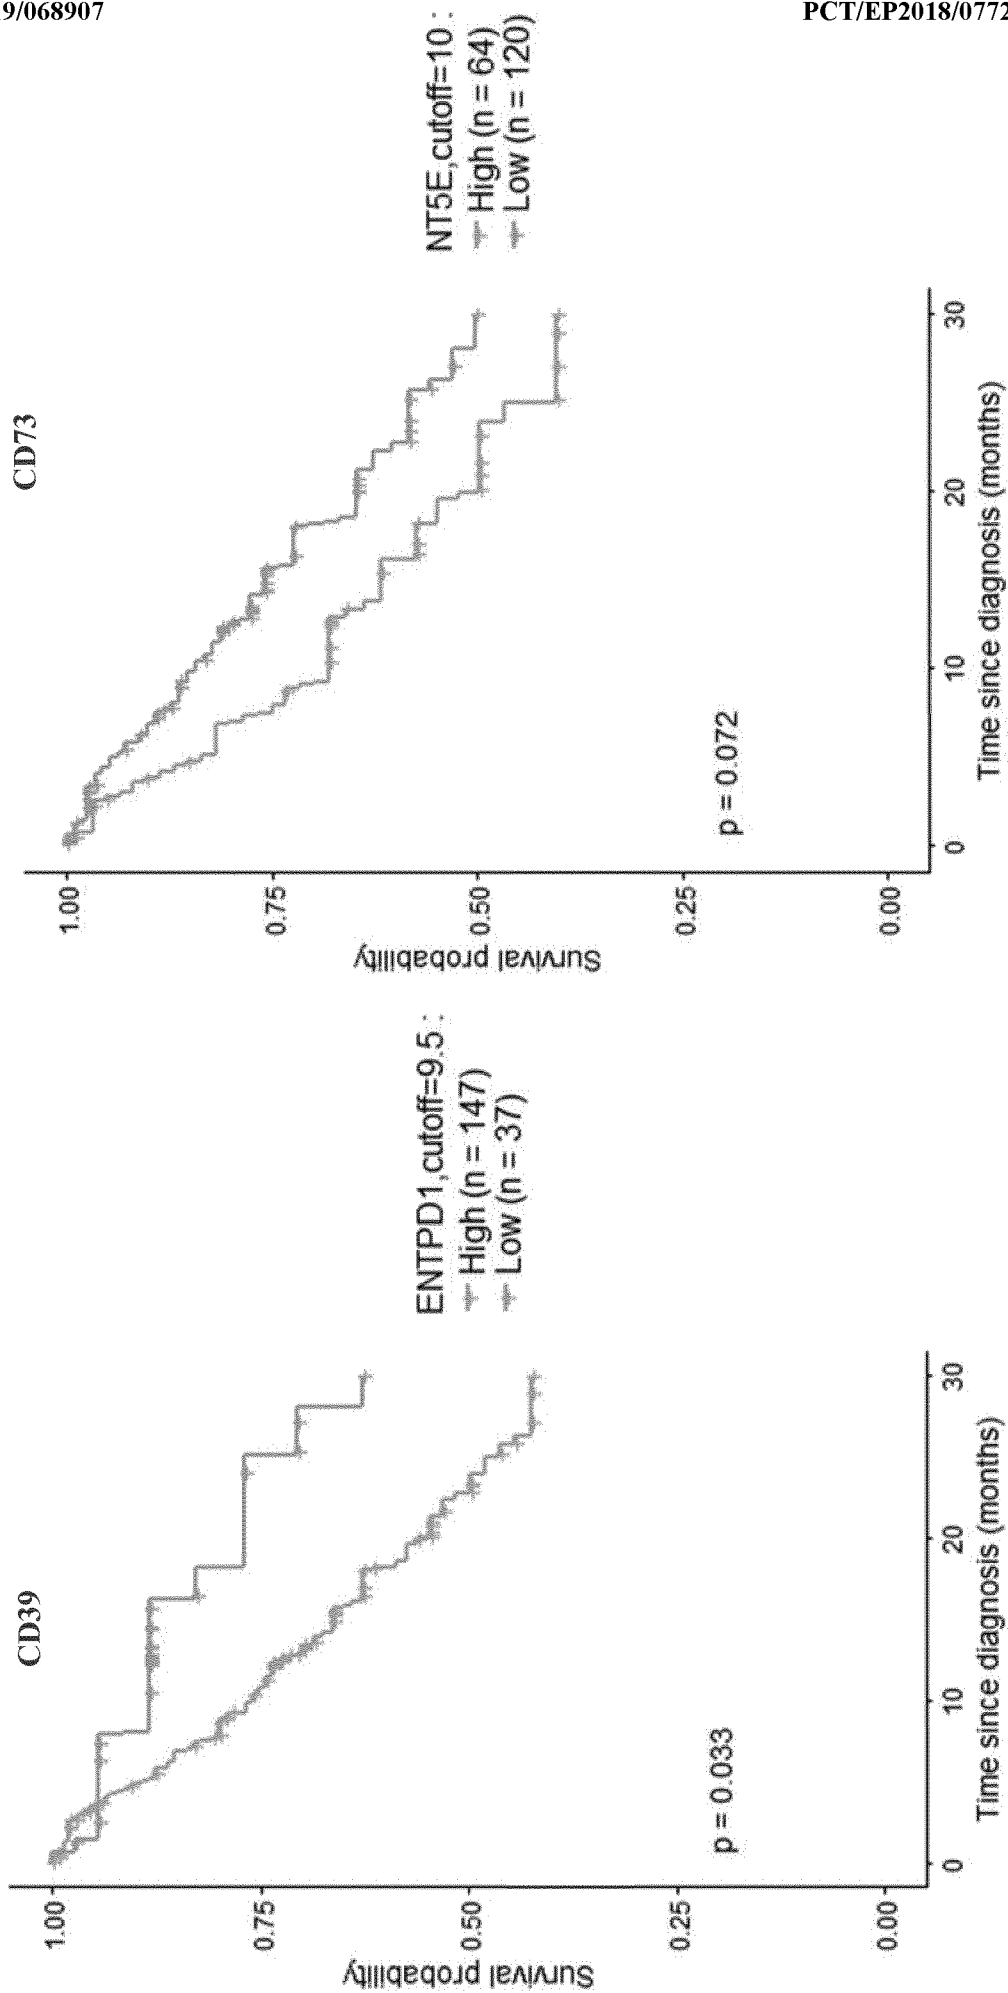 19/068907
PCT/EP2018/0772
CD39
Survival probability
1.00
0.75
0.50
0.25
0.00
p = 0.033
0
10
20
30
Time since diagnosis (months)
ENTPD1,cutoff=9.5 :
High (n = 147)
Low (n = 37)
CD73
Survival probability
1.00
0.75
0.50
0.25
0.00
p = 0.072
0
10
20
30
Time since diagnosis (months)
NT5E,cutoff=10 :
High (n = 64)
Low (n = 120)